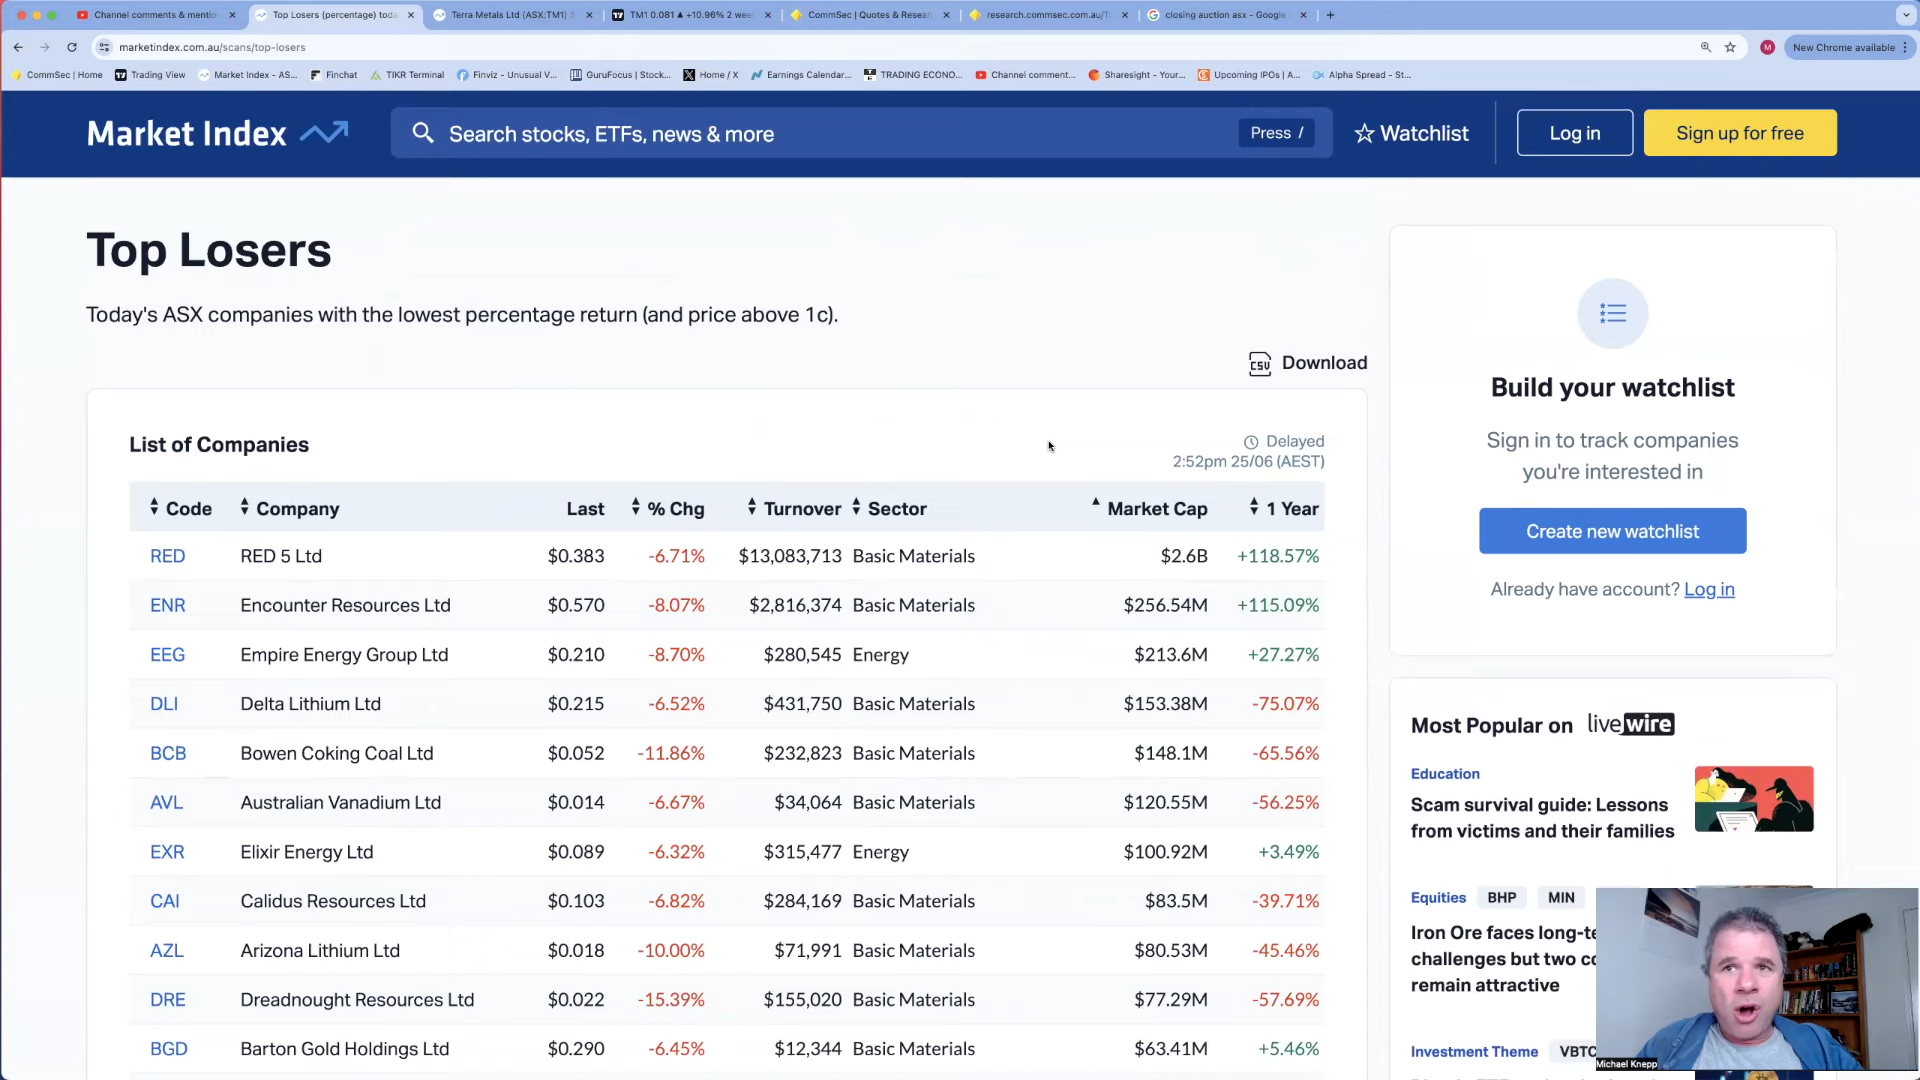 Channel comments & mentio
Top Losers (percentage) toda
Terra Metals Ltd (ASX:TM1) S
TM1 0.081 ▲ +10.96% 2 wee
CommSec | Quotes & Resear
research.commsec.com.au/T
closing auction asx - Google
marketindex.com.au/scans/top-losers
M
New Chrome available
CommSec | Home
Trading View
Market Index - AS...
Finchat
TIKR Terminal
Finviz - Unusual V...
GuruFocus | Stock...
Home / X
Earnings Calendar...
TRADING ECONO...
Channel comment...
Sharesight - Your...
Upcoming IPOs | A...
Alpha Spread - St...
Market Index
Search stocks, ETFs, news & more
Press /
Watchlist
Log in
Sign up for free
Top Losers
Today's ASX companies with the lowest percentage return (and price above 1c).
CSV Download
List of Companies
Delayed
2:52pm 25/06 (AEST)
Code Company Last % Chg Turnover Sector Market Cap 1 Year
RED RED 5 Ltd $0.383 -6.71% $13,083,713 Basic Materials $2.6B +118.57%
ENR Encounter Resources Ltd $0.570 -8.07% $2,816,374 Basic Materials $256.54M +115.09%
EEG Empire Energy Group Ltd $0.210 -8.70% $280,545 Energy $213.6M +27.27%
DLI Delta Lithium Ltd $0.215 -6.52% $431,750 Basic Materials $153.38M -75.07%
BCB Bowen Coking Coal Ltd $0.052 -11.86% $232,823 Basic Materials $148.1M -65.56%
AVL Australian Vanadium Ltd $0.014 -6.67% $34,064 Basic Materials $120.55M -56.25%
EXR Elixir Energy Ltd $0.089 -6.32% $315,477 Energy $100.92M +3.49%
CAI Calidus Resources Ltd $0.103 -6.82% $284,169 Basic Materials $83.5M -39.71%
AZL Arizona Lithium Ltd $0.018 -10.00% $71,991 Basic Materials $80.53M -45.46%
DRE Dreadnought Resources Ltd $0.022 -15.39% $155,020 Basic Materials $77.29M -57.69%
BGD Barton Gold Holdings Ltd $0.290 -6.45% $12,344 Basic Materials $63.41M +5.46%
Build your watchlist
Sign in to track companies
you're interested in
Create new watchlist
Already have account? Log in
Most Popular on livewire
Education
Scam survival guide: Lessons
from victims and their families
Equities BHP MIN
Iron Ore faces long-te
challenges but two co
remain attractive
Investment Theme VBTC
Michael Knepp